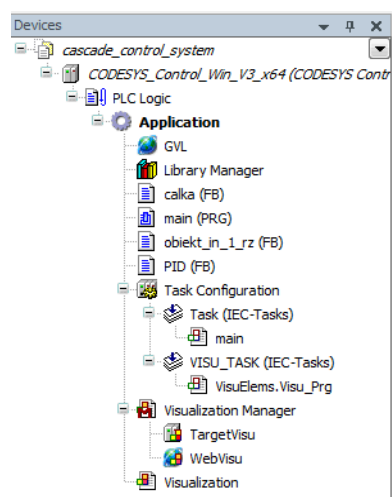 Devices
cascade_control_system
CODESYS_Control_Win_V3_x64 (CODESYS Contr
PLC Logic
Application
GVL
Library Manager
calka (FB)
main (PRG)
obiekt_in_1_rz (FB)
PID (FB)
Task Configuration
Task (IEC-Tasks)
main
VISU_TASK (IEC-Tasks)
VisuElems.Visu_Prg
Visualization Manager
TargetVisu
WebVisu
Visualization